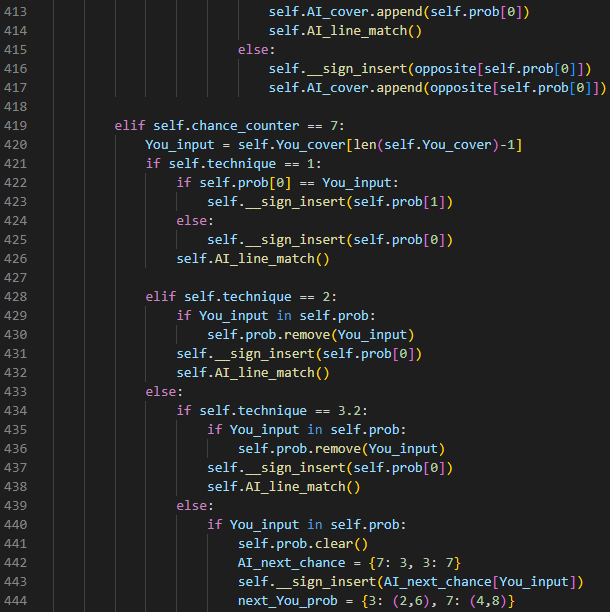 413 self.AI_cover.append(self.prob[0])
414 self.AI_line_match()
415 else:
416 self.__sign_insert(opposite[self.prob[0]])
417 self.AI_cover.append(opposite[self.prob[0]])
418
419 elif self.chance_counter == 7:
420 You_input = self.You_cover[len(self.You_cover)-1]
421 if self.technique == 1:
422 if self.prob[0] == You_input:
423 self.__sign_insert(self.prob[1])
424 else:
425 self.__sign_insert(self.prob[0])
426 self.AI_line_match()
427
428 elif self.technique == 2:
429 if You_input in self.prob:
430 self.prob.remove(You_input)
431 self.__sign_insert(self.prob[0])
432 self.AI_line_match()
433 else:
434 if self.technique == 3.2:
435 if You_input in self.prob:
436 self.prob.remove(You_input)
437 self.__sign_insert(self.prob[0])
438 self.AI_line_match()
439 else:
440 if You_input in self.prob:
441 self.prob.clear()
442 AI_next_chance = {7: 3, 3: 7}
443 self.__sign_insert(AI_next_chance[You_input])
444 next_You_prob = {3: (2,6), 7: (4,8)}